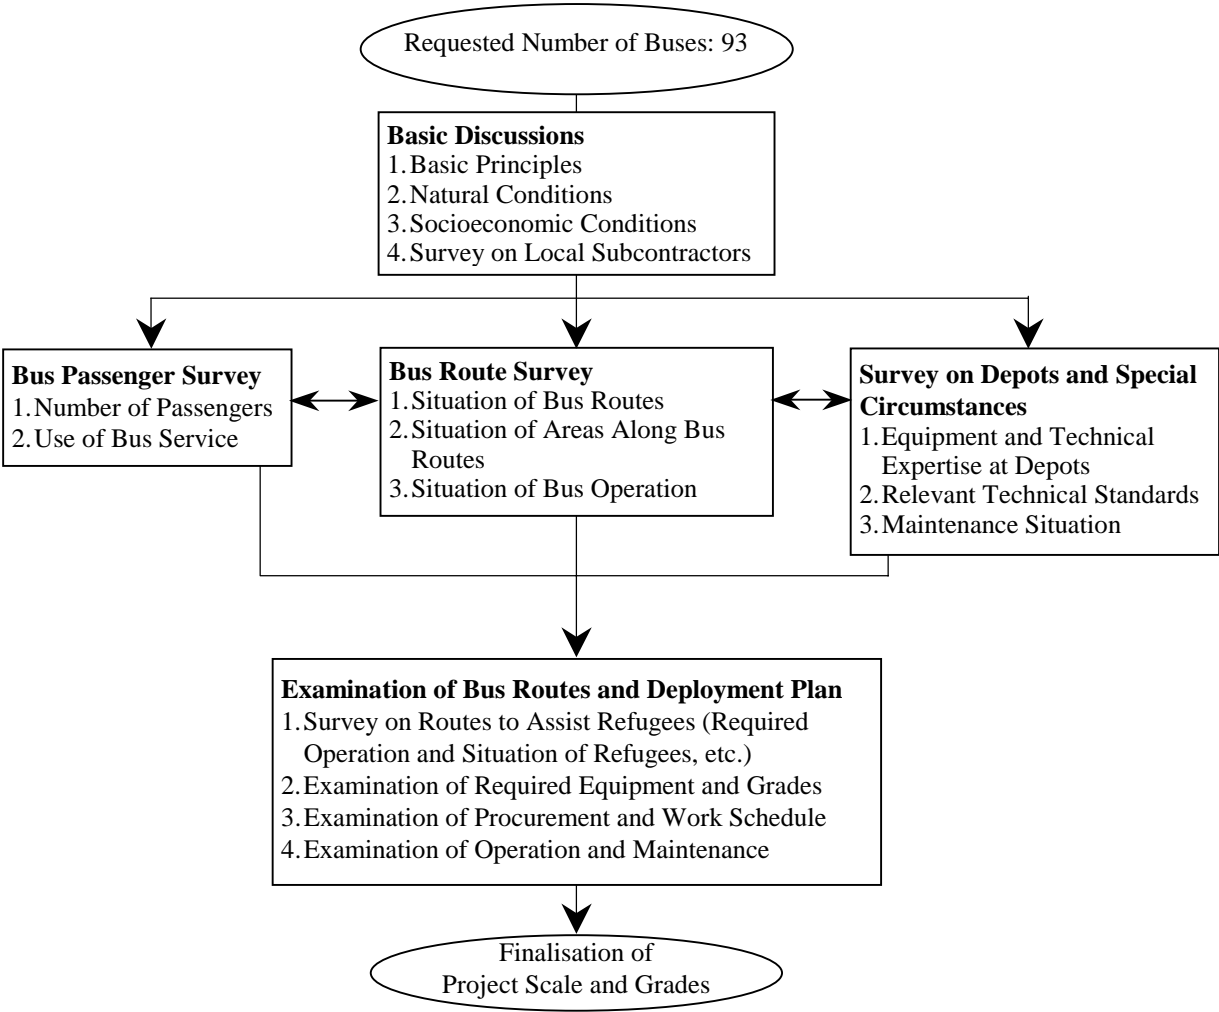 Requested Number of Buses: 93
Basic Discussions
1. Basic Principles
2. Natural Conditions
3. Socioeconomic Conditions
4. Survey on Local Subcontractors
Bus Passenger Survey
1. Number of Passengers
2. Use of Bus Service
Bus Route Survey
1. Situation of Bus Routes
2. Situation of Areas Along Bus
Routes
3. Situation of Bus Operation
Survey on Depots and Special
Circumstances
1. Equipment and Technical
Expertise at Depots
2. Relevant Technical Standards
3. Maintenance Situation
Examination of Bus Routes and Deployment Plan
1. Survey on Routes to Assist Refugees (Required
Operation and Situation of Refugees, etc.)
2. Examination of Required Equipment and Grades
3. Examination of Procurement and Work Schedule
4. Examination of Operation and Maintenance
Finalisation of
Project Scale and Grades